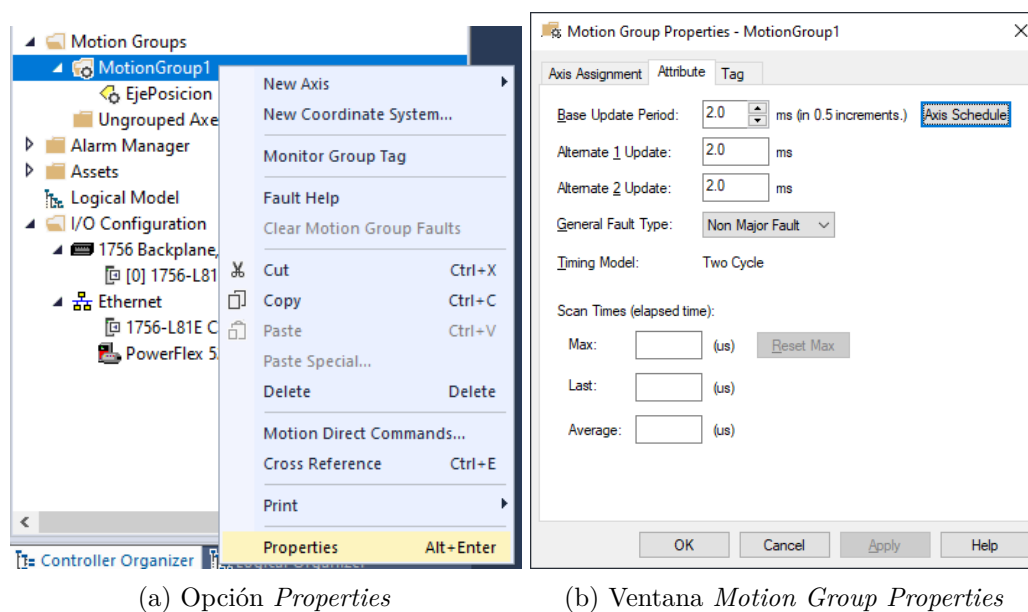 Motion Groups
MotionGroup1
EjePosicion
Ungrouped Axe
Alarm Manager
Assets
Logical Model
I/O Configuration
1756 Backplane,
[0] 1756-L81
Ethernet
1756-L81E C
PowerFlex 5
Controller Organizer
New Axis
New Coordinate System...
Monitor Group Tag
Fault Help
Clear Motion Group Faults
Cut Ctrl+X
Copy Ctrl+C
Paste Ctrl+V
Paste Special...
Delete Delete
Motion Direct Commands...
Cross Reference Ctrl+E
Print
Properties Alt+Enter
(a) Opción Properties
Motion Group Properties - MotionGroup1
Axis Assignment Attribute Tag
Base Update Period: 2.0 ms (in 0.5 increments.) Axis Schedule
Alternate 1 Update: 2.0 ms
Alternate 2 Update: 2.0 ms
General Fault Type: Non Major Fault
Timing Model: Two Cycle
Scan Times (elapsed time):
Max: (us) Reset Max
Last: (us)
Average: (us)
OK Cancel Apply Help
(b) Ventana Motion Group Properties